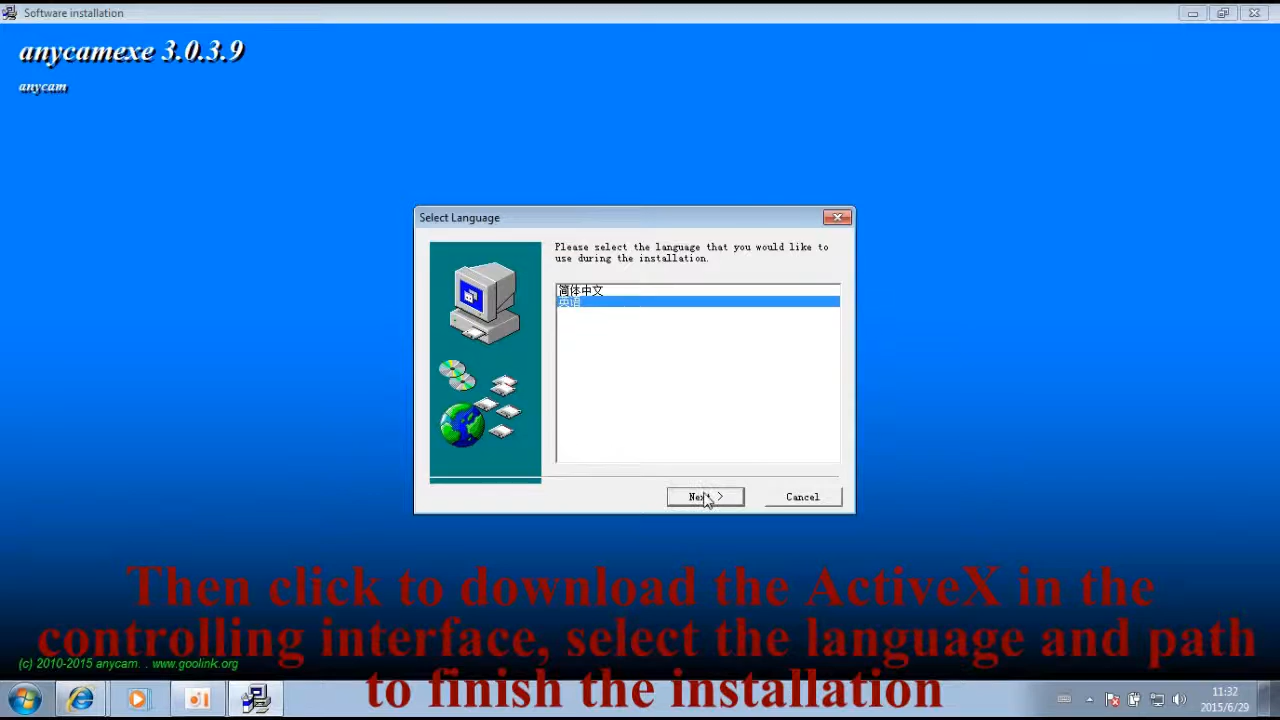 Software installation
anycamexe 3.0.3.9
anycam
Select Language
Please select the language that you would like to
use during the installation.
简体中文
英语
Next >
Cancel
Then click to download the ActiveX in the
controlling interface, select the language and path
to finish the installation
(c) 2010-2015 anycam. . www.goolink.org
11:32
2015/6/29